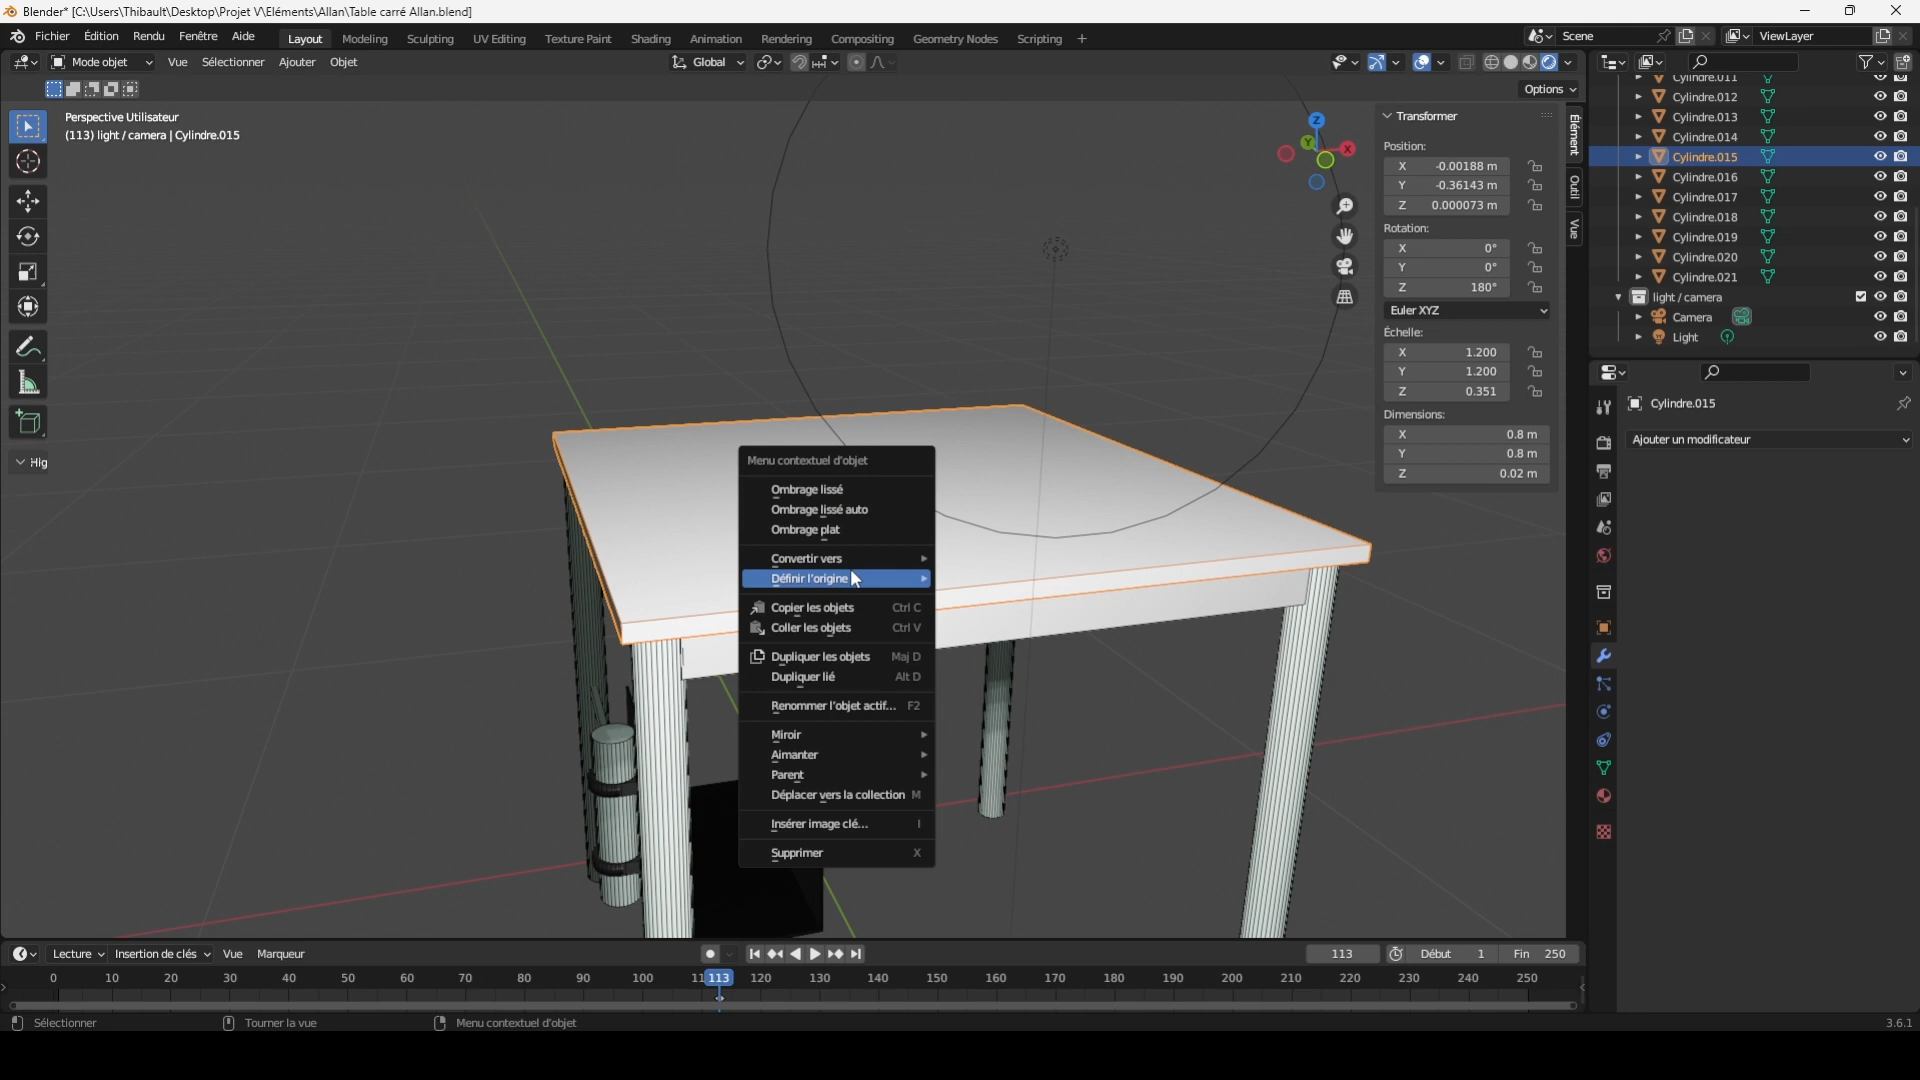 Blender* [C:\Users\Thibault\Desktop\Projet V\Eléments\Allan\Table carré Allan.blend]
Fichier Édition Rendu Fenêtre Aide Layout Modeling Sculpting UV Editing Texture Paint Shading Animation Rendering Compositing Geometry Nodes Scripting + Scene ViewLayer
Mode objet Vue Sélectionner Ajouter Objet Global
Options
Perspective Utilisateur
(113) light / camera | Cylindre.015
Hig
Z
Y
X
Transformer
Position:
X -0.00188 m
Y -0.36143 m
Z 0.000073 m
Rotation:
X 0°
Y 0°
Z 180°
Euler XYZ
Échelle:
X 1.200
Y 1.200
Z 0.351
Dimensions:
X 0.8 m
Y 0.8 m
Z 0.02 m
Élément
Outil
Vue
Cylindre.011
Cylindre.012
Cylindre.013
Cylindre.014
Cylindre.015
Cylindre.016
Cylindre.017
Cylindre.018
Cylindre.019
Cylindre.020
Cylindre.021
light / camera
Camera
Light
Cylindre.015
Ajouter un modificateur
Menu contextuel d'objet
Ombrage lissé
Ombrage lissé auto
Ombrage plat
Convertir vers
Définir l'origine
Copier les objets Ctrl C
Coller les objets Ctrl V
Dupliquer les objets Maj D
Dupliquer lié Alt D
Renommer l'objet actif... F2
Miroir
Aimanter
Parent
Déplacer vers la collection M
Insérer image clé... I
Supprimer X
Lecture Insertion de clés Vue Marqueur 113 Début 1 Fin 250
0 10 20 30 40 50 60 70 80 90 100 11 113 120 130 140 150 160 170 180 190 200 210 220 230 240 250
Sélectionner Tourner la vue Menu contextuel d'objet 3.6.1